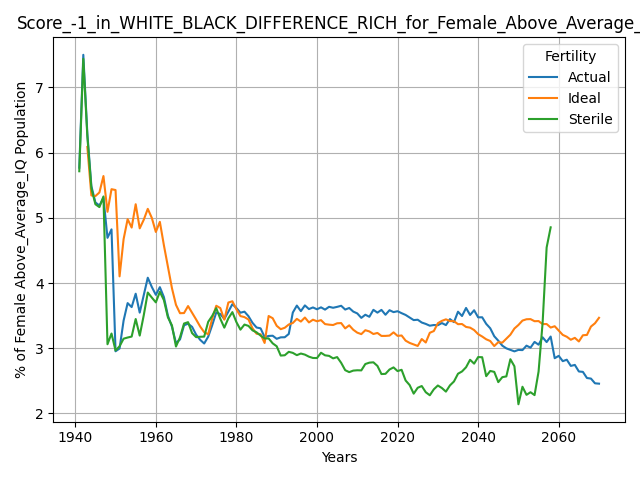 Score_-1_in_WHITE_BLACK_DIFFERENCE_RICH_for_Female_Above_Average_
Fertility
Actual
Ideal
Sterile
% of Female Above_Average_IQ Population
7
6
5
4
3
2
1940
1960
1980
2000
2020
2040
2060
Years